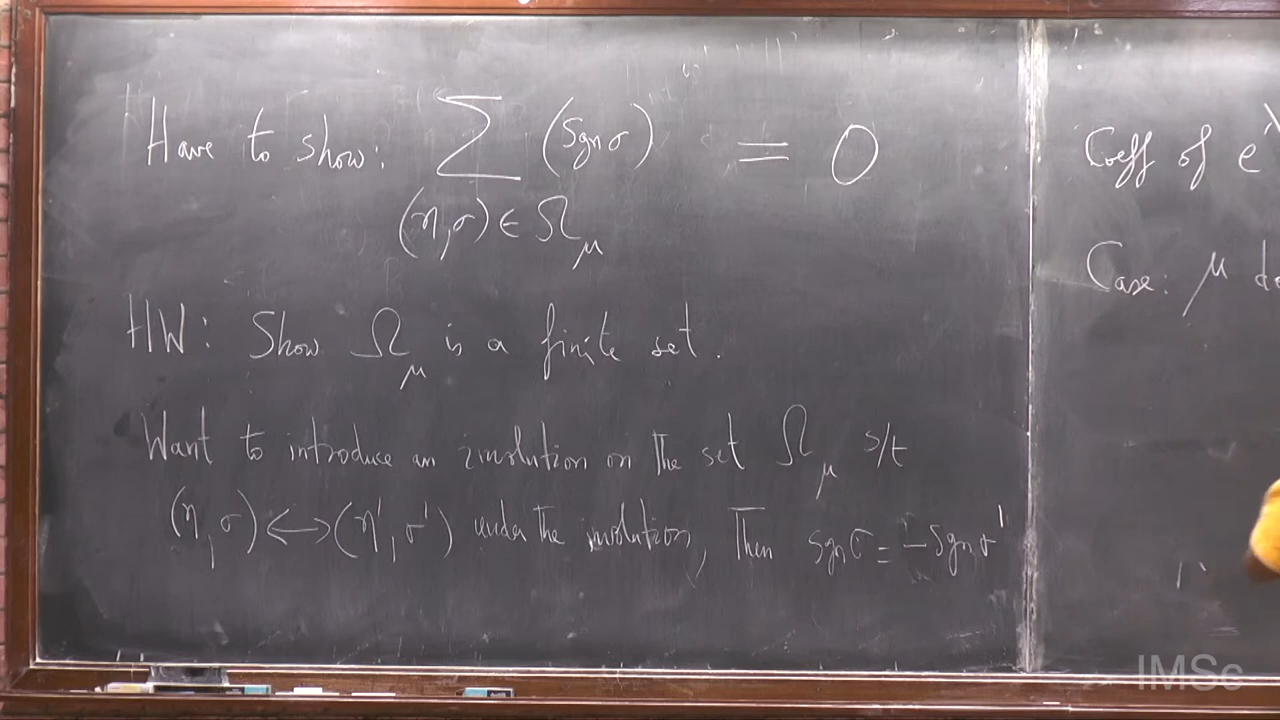 Have to show: ∑ (sgn σ) = 0
(η,σ) ∈ Ω_μ
HW: Show Ω_μ is a finite set.
Want to introduce an involution on the set Ω_μ s/t
(η,σ) ↔ (η',σ') under the involution, then sgn σ = - sgn σ'
Coeff of e^λ
Case: μ do
IMSc